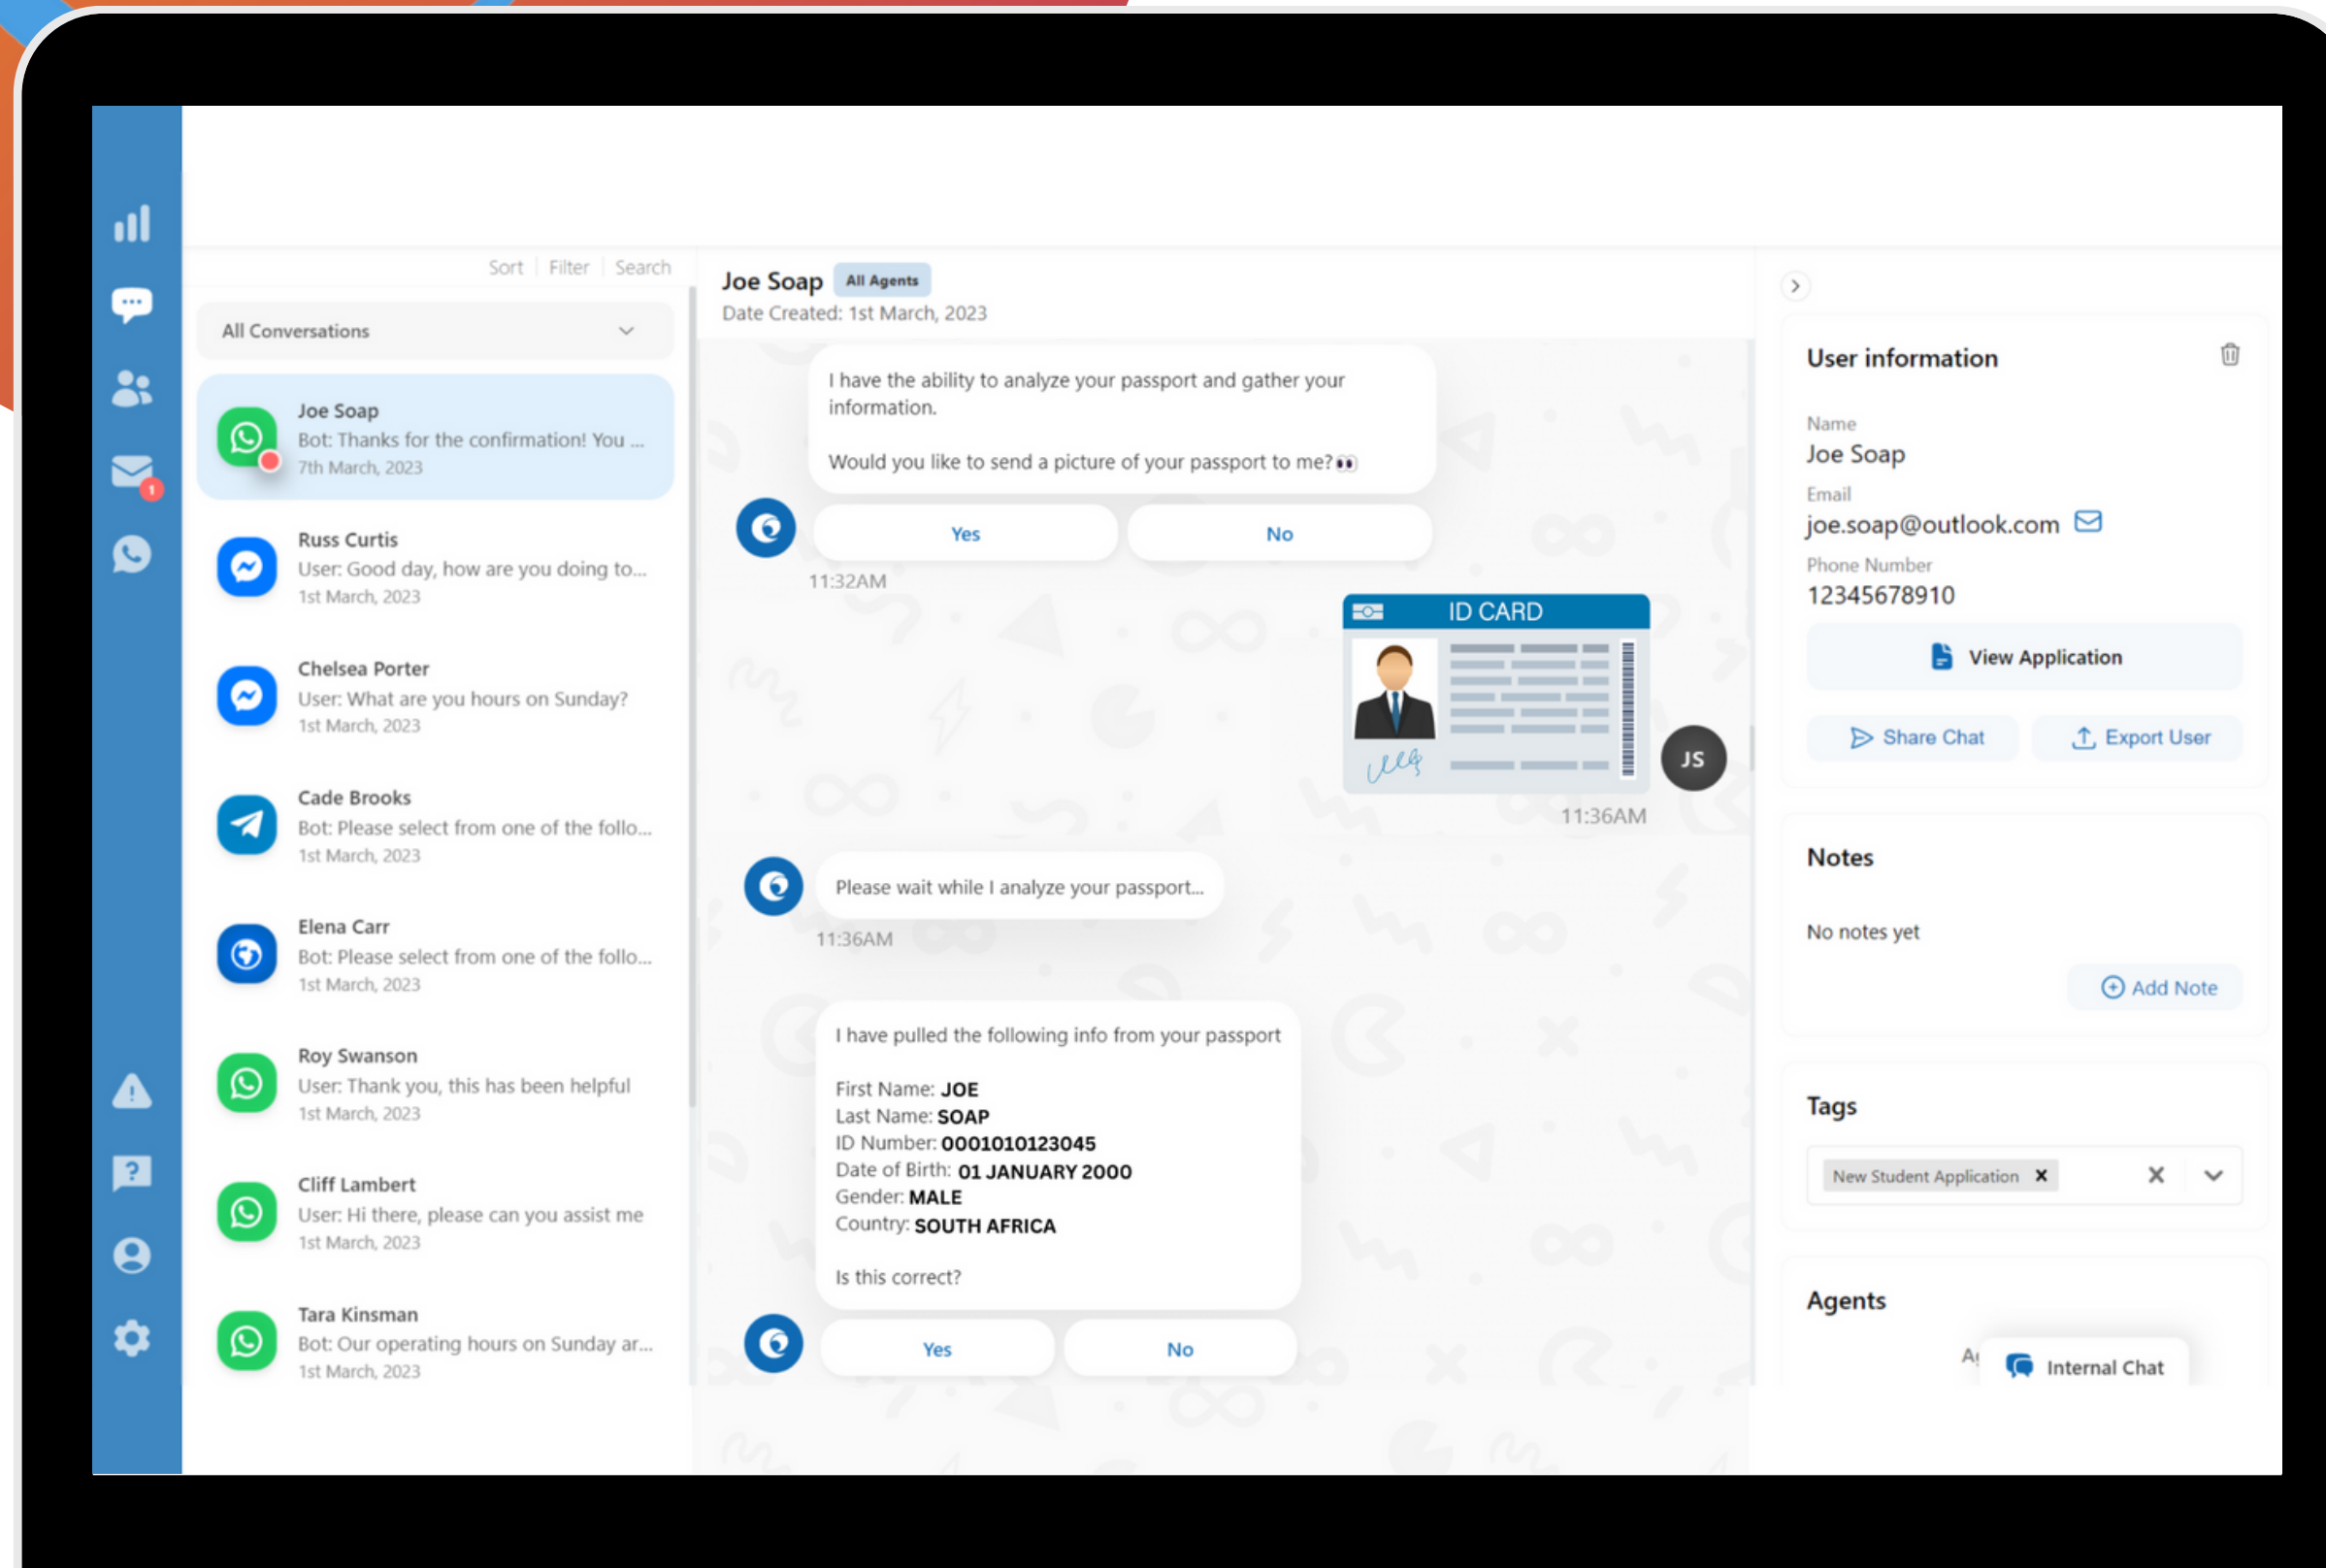 Sort
Filter
Search
All Conversations
Joe Soap
Bot: Thanks for the confirmation! You ...
7th March, 2023
1
Russ Curtis
User: Good day, how are you doing to...
1st March, 2023
Chelsea Porter
User: What are you hours on Sunday?
1st March, 2023
Cade Brooks
Bot: Please select from one of the follo...
1st March, 2023
Elena Carr
Bot: Please select from one of the follo...
1st March, 2023
Roy Swanson
User: Thank you, this has been helpful
1st March, 2023
Cliff Lambert
User: Hi there, please can you assist me
1st March, 2023
Tara Kinsman
Bot: Our operating hours on Sunday ar...
1st March, 2023
Joe Soap
All Agents
Date Created: 1st March, 2023
I have the ability to analyze your passport and gather your
information.
Would you like to send a picture of your passport to me?👀
Yes
No
11:32AM
ID CARD
JS
11:36AM
Please wait while I analyze your passport...
11:36AM
I have pulled the following info from your passport
First Name: JOE
Last Name: SOAP
ID Number: 0001010123045
Date of Birth: 01 JANUARY 2000
Gender: MALE
Country: SOUTH AFRICA
Is this correct?
Yes
No
User information
Name
Joe Soap
Email
joe.soap@outlook.com
Phone Number
12345678910
View Application
Share Chat
Export User
Notes
No notes yet
Add Note
Tags
New Student Application
Agents
Internal Chat